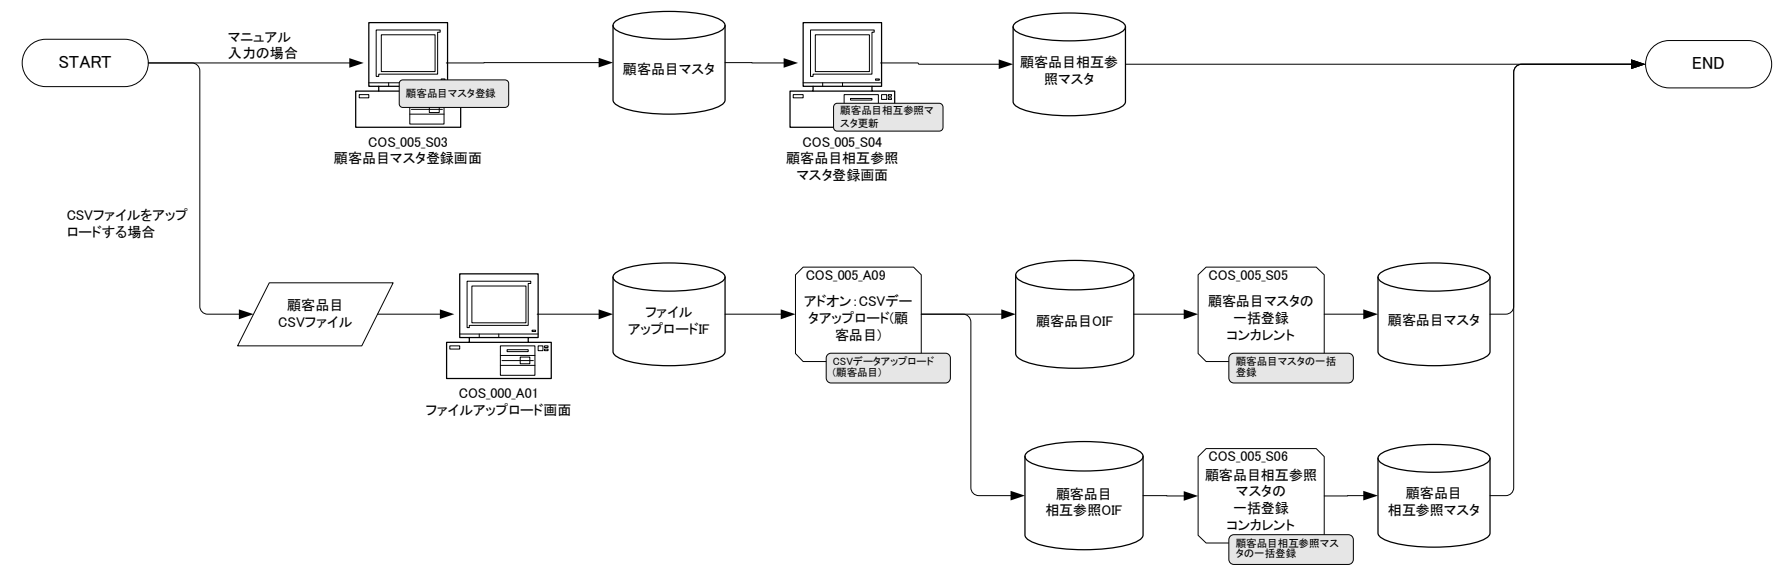 START
マニュアル
入力の場合
顧客品目マスタ登録
COS_005_S03
顧客品目マスタ登録画面
顧客品目マスタ
顧客品目相互参照マ
スタ更新
COS_005_S04
顧客品目相互参照
マスタ登録画面
顧客品目相互参
照マスタ
END
CSVファイルをアップ
ロードする場合
顧客品目
CSVファイル
COS_000_A01
ファイルアップロード画面
ファイル
アップロードIF
COS_005_A09
アドオン：CSVデー
タアップロード(顧
客品目)
CSVデータアップロード
(顧客品目)
顧客品目OIF
COS_005_S05
顧客品目マスタの
一括登録
コンカレント
顧客品目マスタの一括
登録
顧客品目マスタ
顧客品目
相互参照OIF
COS_005_S06
顧客品目相互参照
マスタの
一括登録
コンカレント
顧客品目相互参照マス
タの一括登録
顧客品目
相互参照マスタ